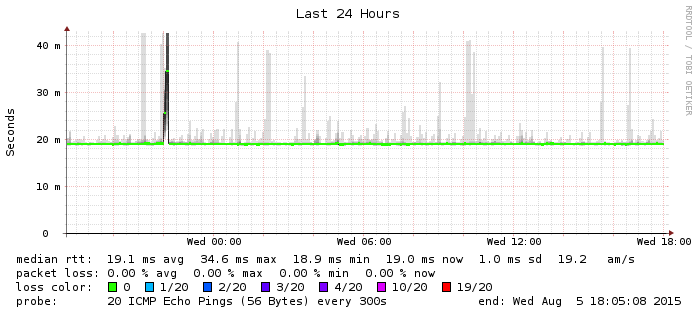 Last 24 Hours
RRDTOOL / TOBI OETIKER
Seconds
40 m
30 m
20 m
10 m
0
Wed 00:00 Wed 06:00 Wed 12:00 Wed 18:00
median rtt: 19.1 ms avg 34.6 ms max 18.9 ms min 19.0 ms now 1.0 ms sd 19.2 am/s
packet loss: 0.00 % avg 0.00 % max 0.00 % min 0.00 % now
loss color: 0 1/20 2/20 3/20 4/20 10/20 19/20
probe: 20 ICMP Echo Pings (56 Bytes) every 300s end: Wed Aug 5 18:05:08 2015